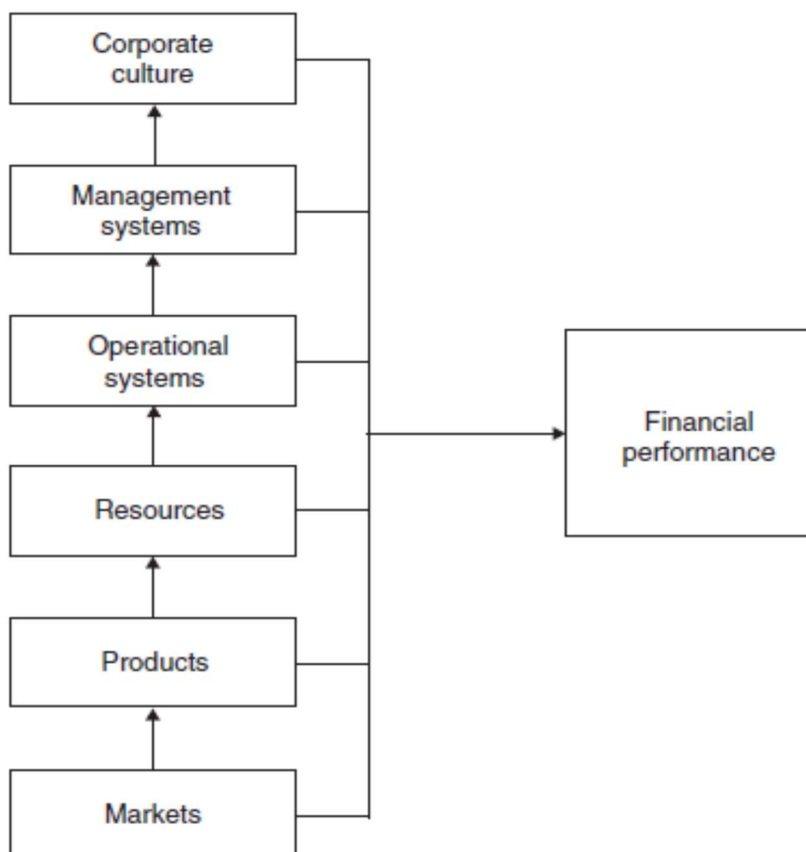 Corporate
culture
Management
systems
Operational
systems
Resources
Products
Markets
Financial
performance